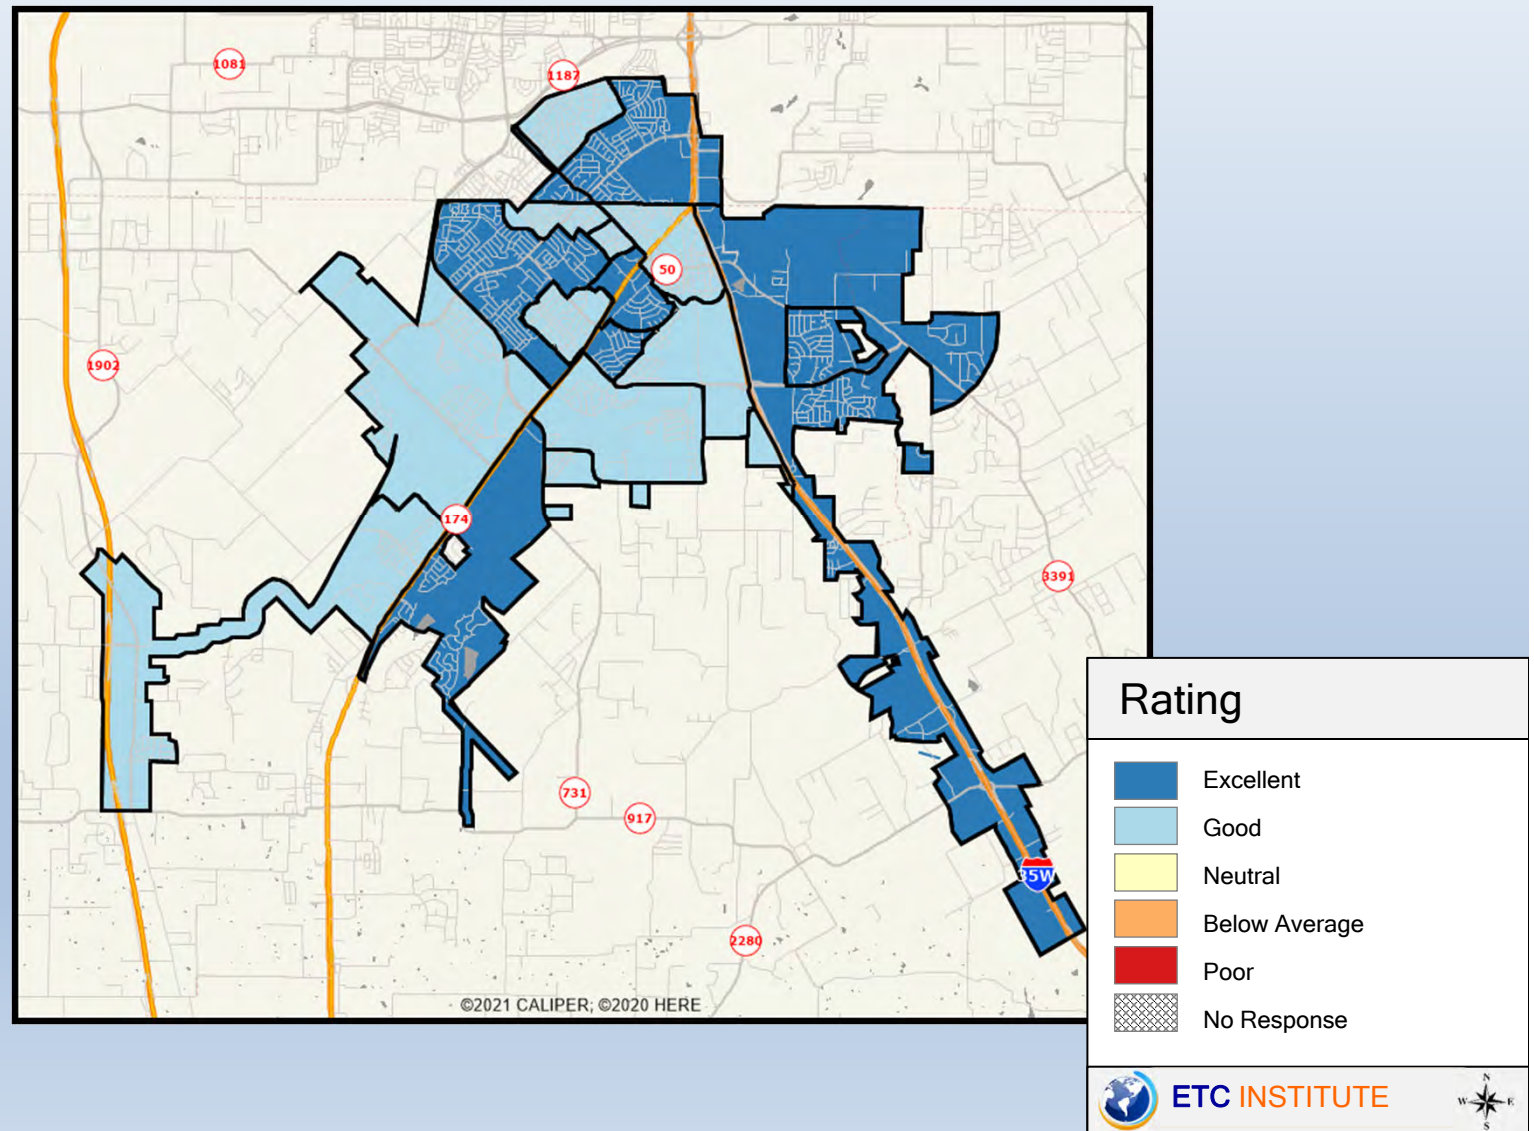 1081
1187
50
1902
174
3391
731
917
35W
2280
©2021 CALIPER; ©2020 HERE
Rating
Excellent
Good
Neutral
Below Average
Poor
No Response
ETC INSTITUTE
N
W E
S